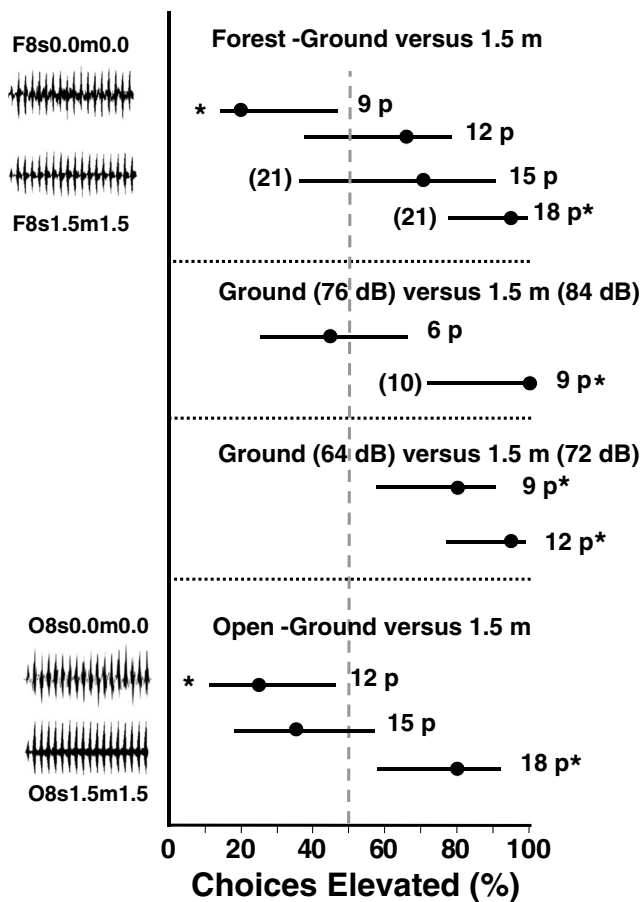 F8s0.0m0.0
F8s1.5m1.5
Forest -Ground versus 1.5 m
* 9 p
12 p
(21) 15 p
(21) 18 p*
Ground (76 dB) versus 1.5 m (84 dB)
6 p
(10) 9 p*
Ground (64 dB) versus 1.5 m (72 dB)
9 p*
12 p*
O8s0.0m0.0
O8s1.5m1.5
Open -Ground versus 1.5 m
* 12 p
15 p
18 p*
0 20 40 60 80 100
Choices Elevated (%)